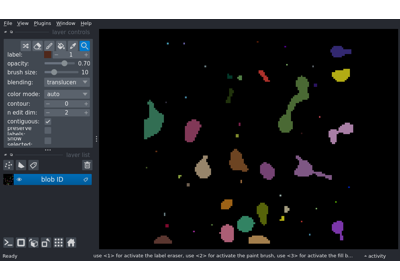 File View Plugins Window Help
layer controls
label: 1
opacity: 0.70
brush size: 10
blending: translucen
color mode: auto
contour: 0
n edit dim: 2
contiguous: ✓
preserve labels:
show selected:
layer list
blob ID
Ready use <1> for activate the label eraser, use <2> for activate the paint brush, use <3> for activate the fill b... activity